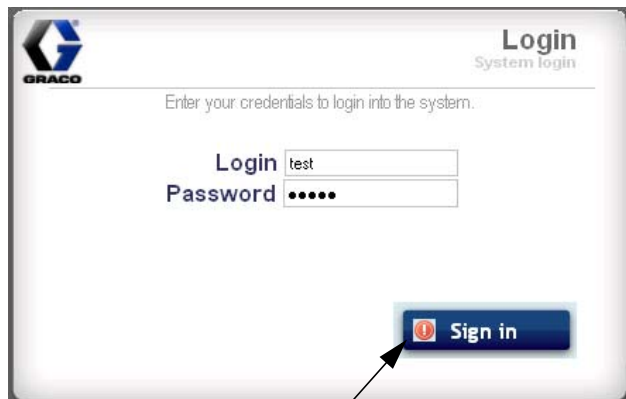 GRACO
Login
System login
Enter your credentials to login into the system.
Login test
Password •••••
Sign in